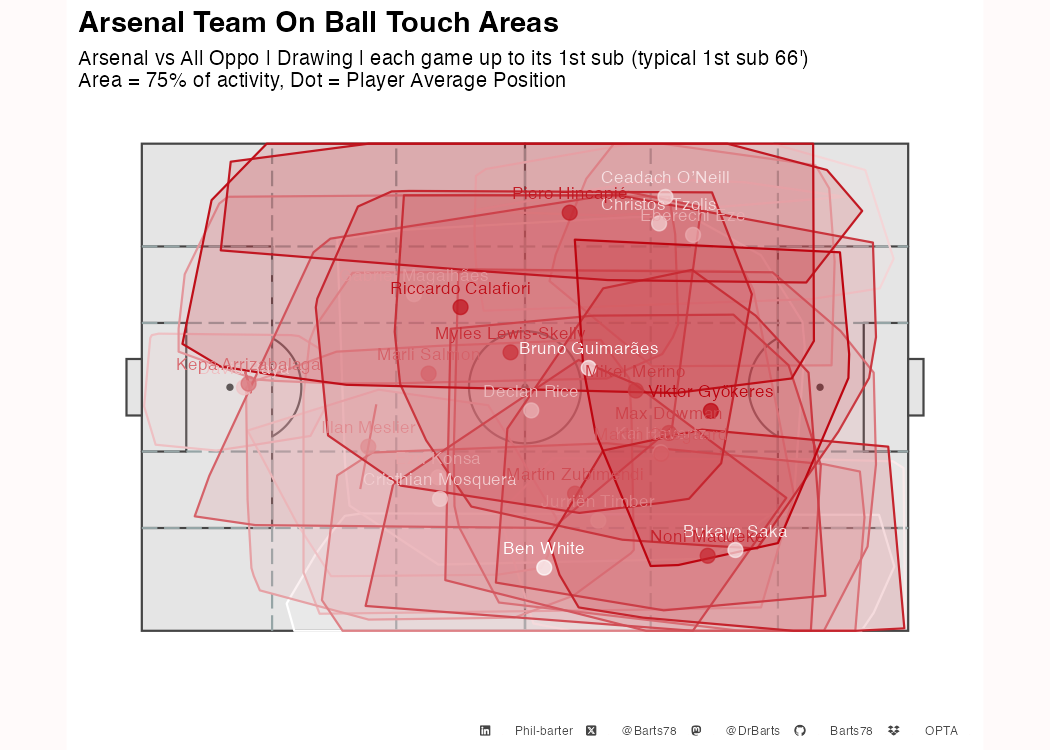 Arsenal Team On Ball Touch Areas
Arsenal vs All Oppo | Drawing | each game up to its 1st sub (typical 1st sub 66')
Area = 75% of activity, Dot = Player Average Position
Ceadach O'Neill
Piero Hincapié
Christos Tzolis
Eberechi Eze
Magalhães
Riccardo Calafiori
Myles Lewis-Skelly
Bruno Guimarães
Marli Salmon
Kepa Arrizabalaga
Mikel Merino
Viktor Gyökeres
Declan Rice
Max Dowman
Kai Havertz
Illan Meslier
Konsa
Martin Zubimendi
Cristhian Mosquera
Jurriën Timber
Bukayo Saka
Noni Madueke
Ben White
Phil-barter @Barts78 @DrBarts Barts78 OPTA